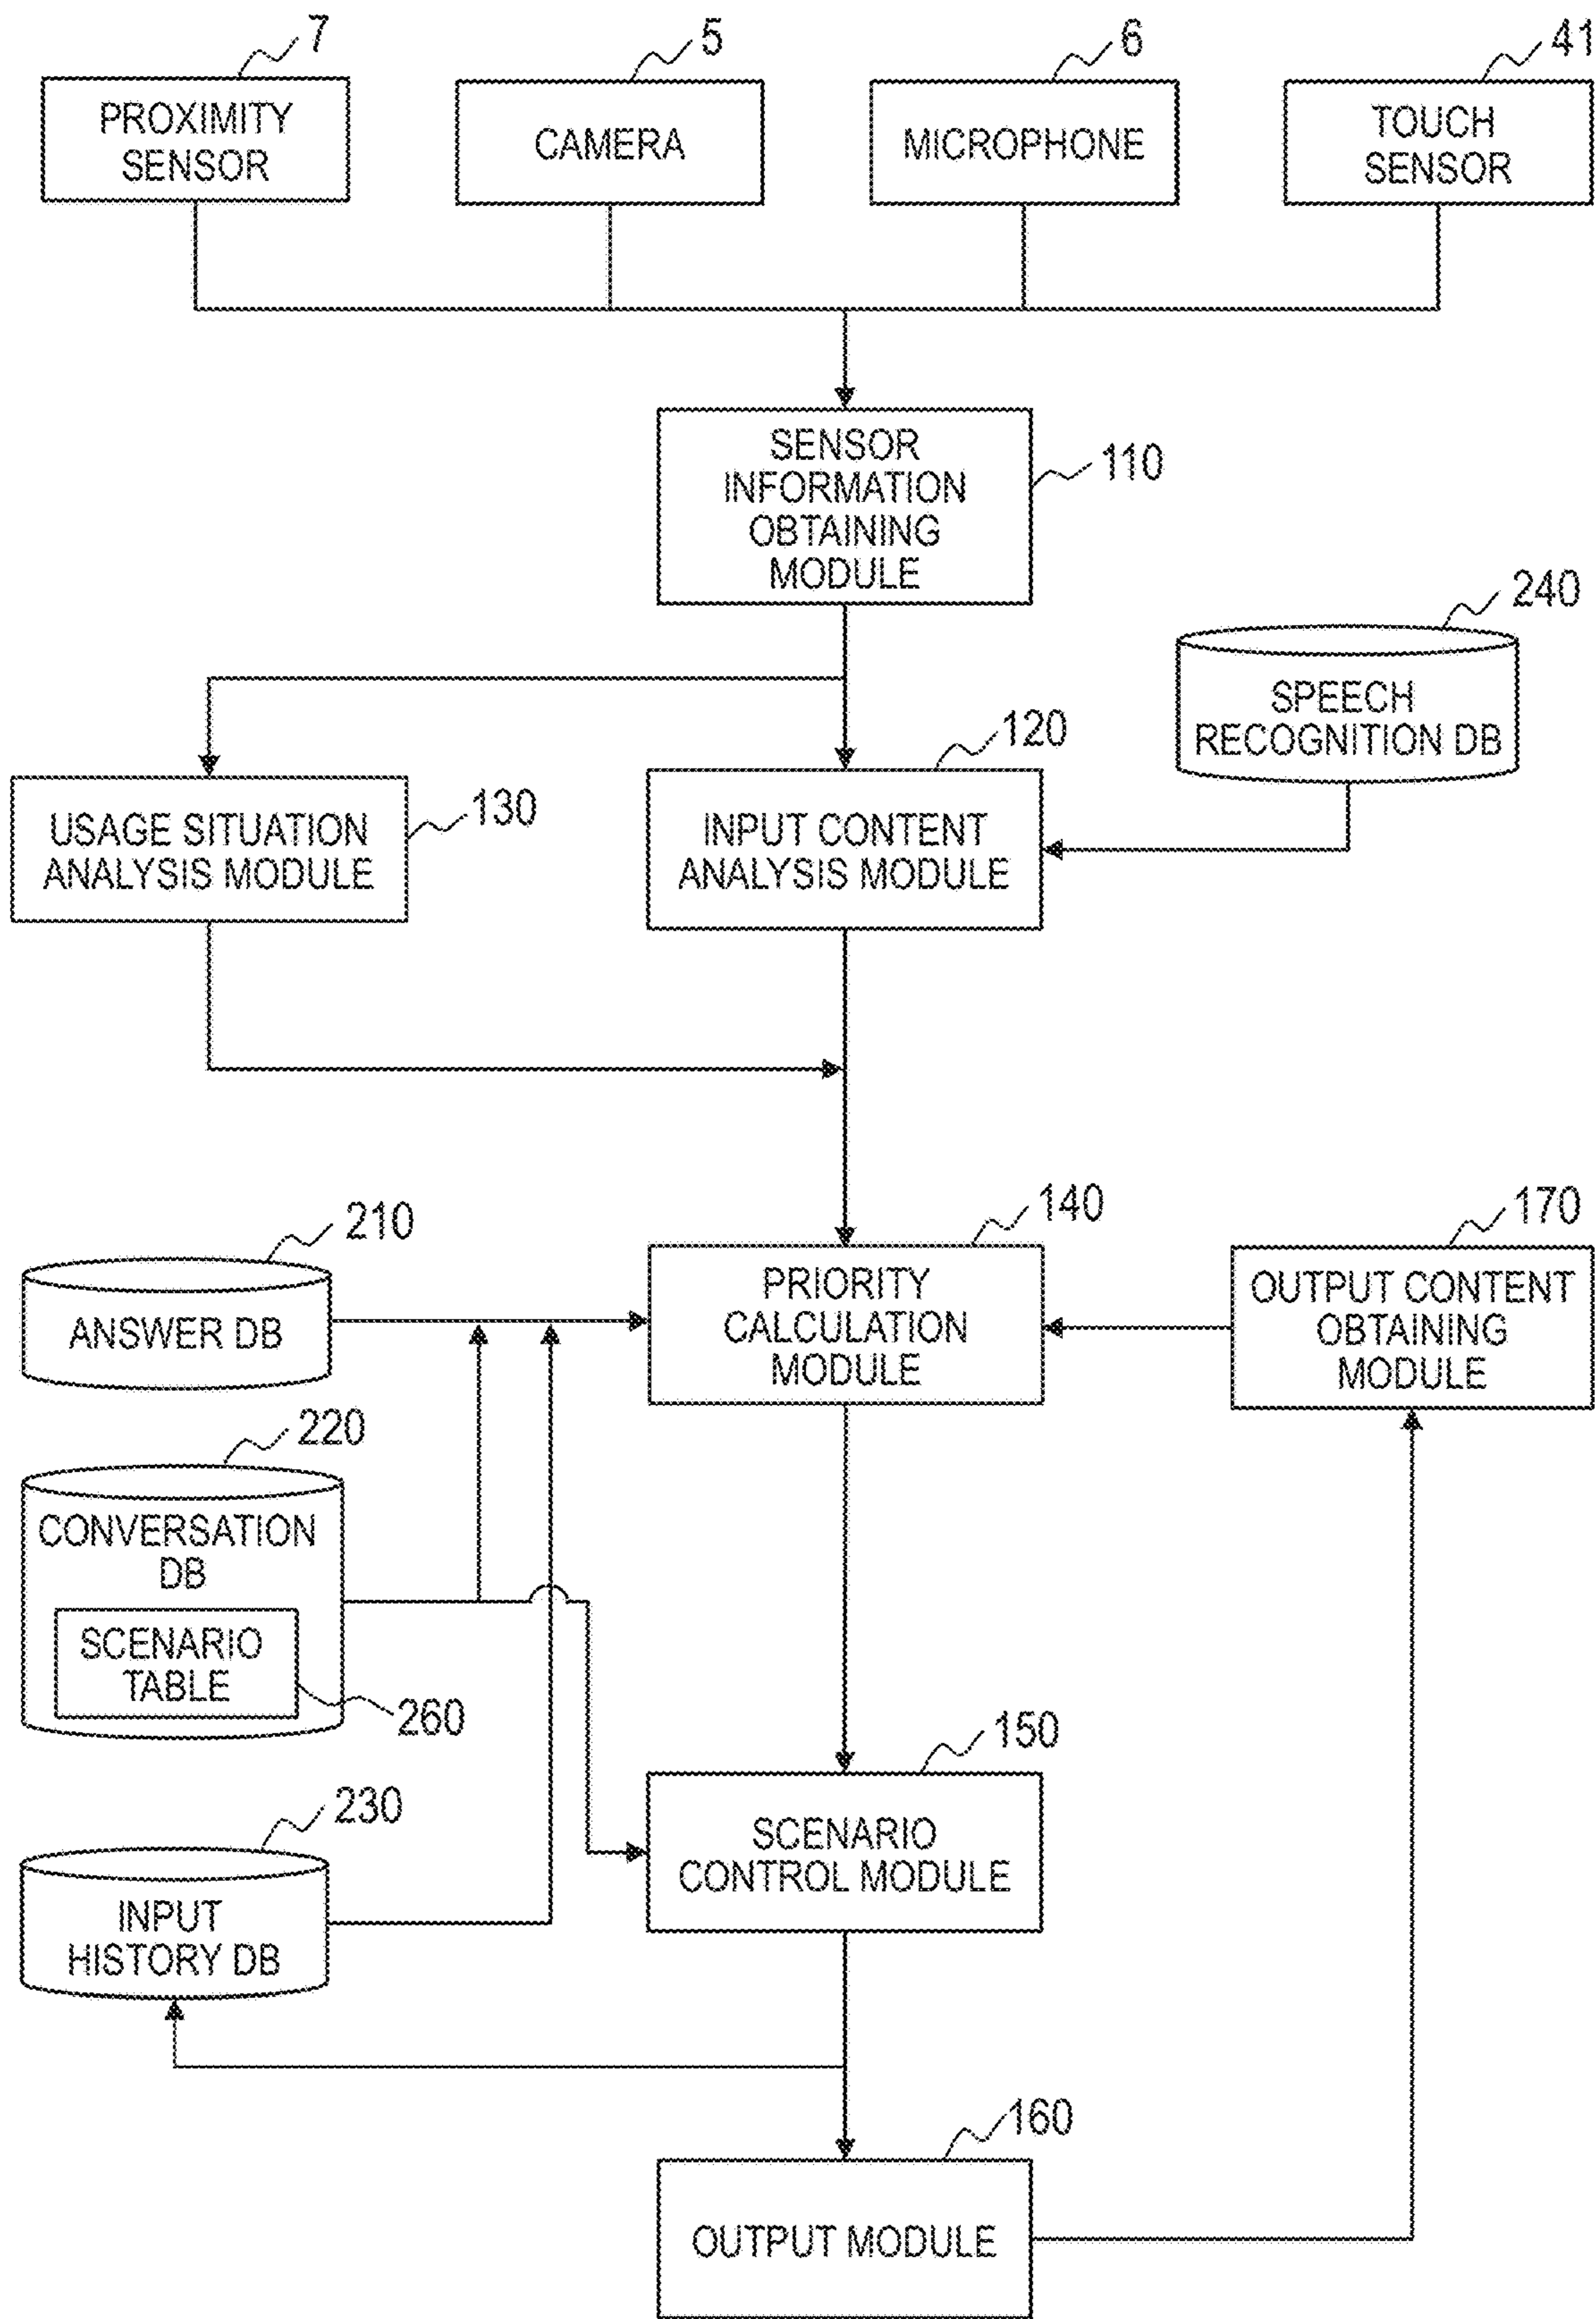 7
5
6
41
PROXIMITY
SENSOR
CAMERA
MICROPHONE
TOUCH
SENSOR
SENSOR
INFORMATION
OBTAINING
MODULE
110
240
SPEECH
RECOGNITION DB
120
130
USAGE SITUATION
ANALYSIS MODULE
INPUT CONTENT
ANALYSIS MODULE
140
170
210
ANSWER DB
PRIORITY
CALCULATION
MODULE
OUTPUT CONTENT
OBTAINING
MODULE
220
CONVERSATION
DB
SCENARIO
TABLE
260
150
SCENARIO
CONTROL MODULE
230
INPUT
HISTORY DB
160
OUTPUT MODULE